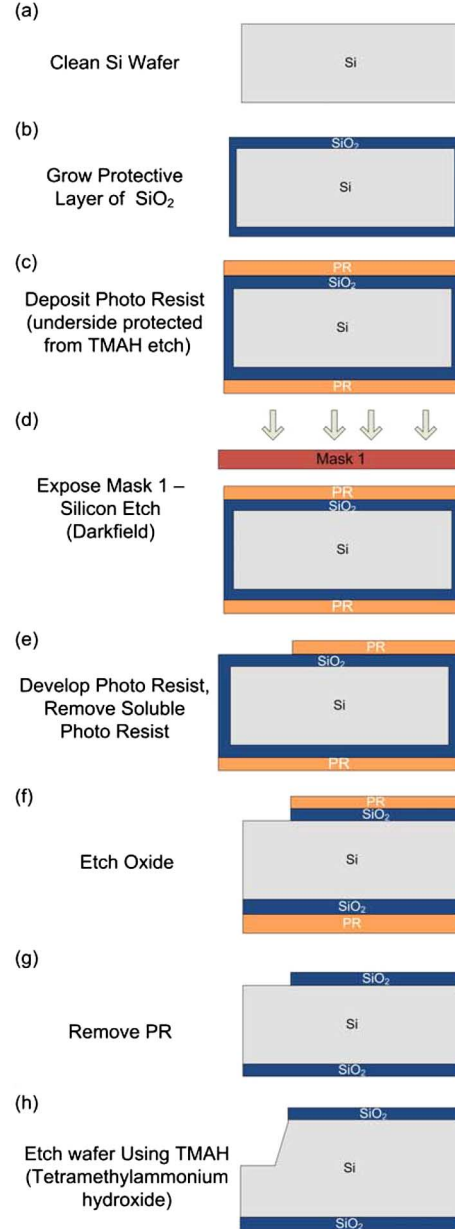 (a)
Clean Si Wafer
Si
(b)
SiO₂
Grow Protective
Layer of SiO₂
Si
(c)
PR
SiO₂
Deposit Photo Resist
(underside protected
from TMAH etch)
Si
PR
(d)
Mask 1
Expose Mask 1 –
Silicon Etch
(Darkfield)
PR
SiO₂
Si
PR
(e)
PR
SiO₂
Develop Photo Resist,
Remove Soluble
Photo Resist
Si
PR
(f)
PR
SiO₂
Etch Oxide
Si
SiO₂
PR
(g)
SiO₂
Remove PR
Si
SiO₂
(h)
SiO₂
Etch wafer Using TMAH
(Tetramethylammonium
hydroxide)
Si
SiO₂